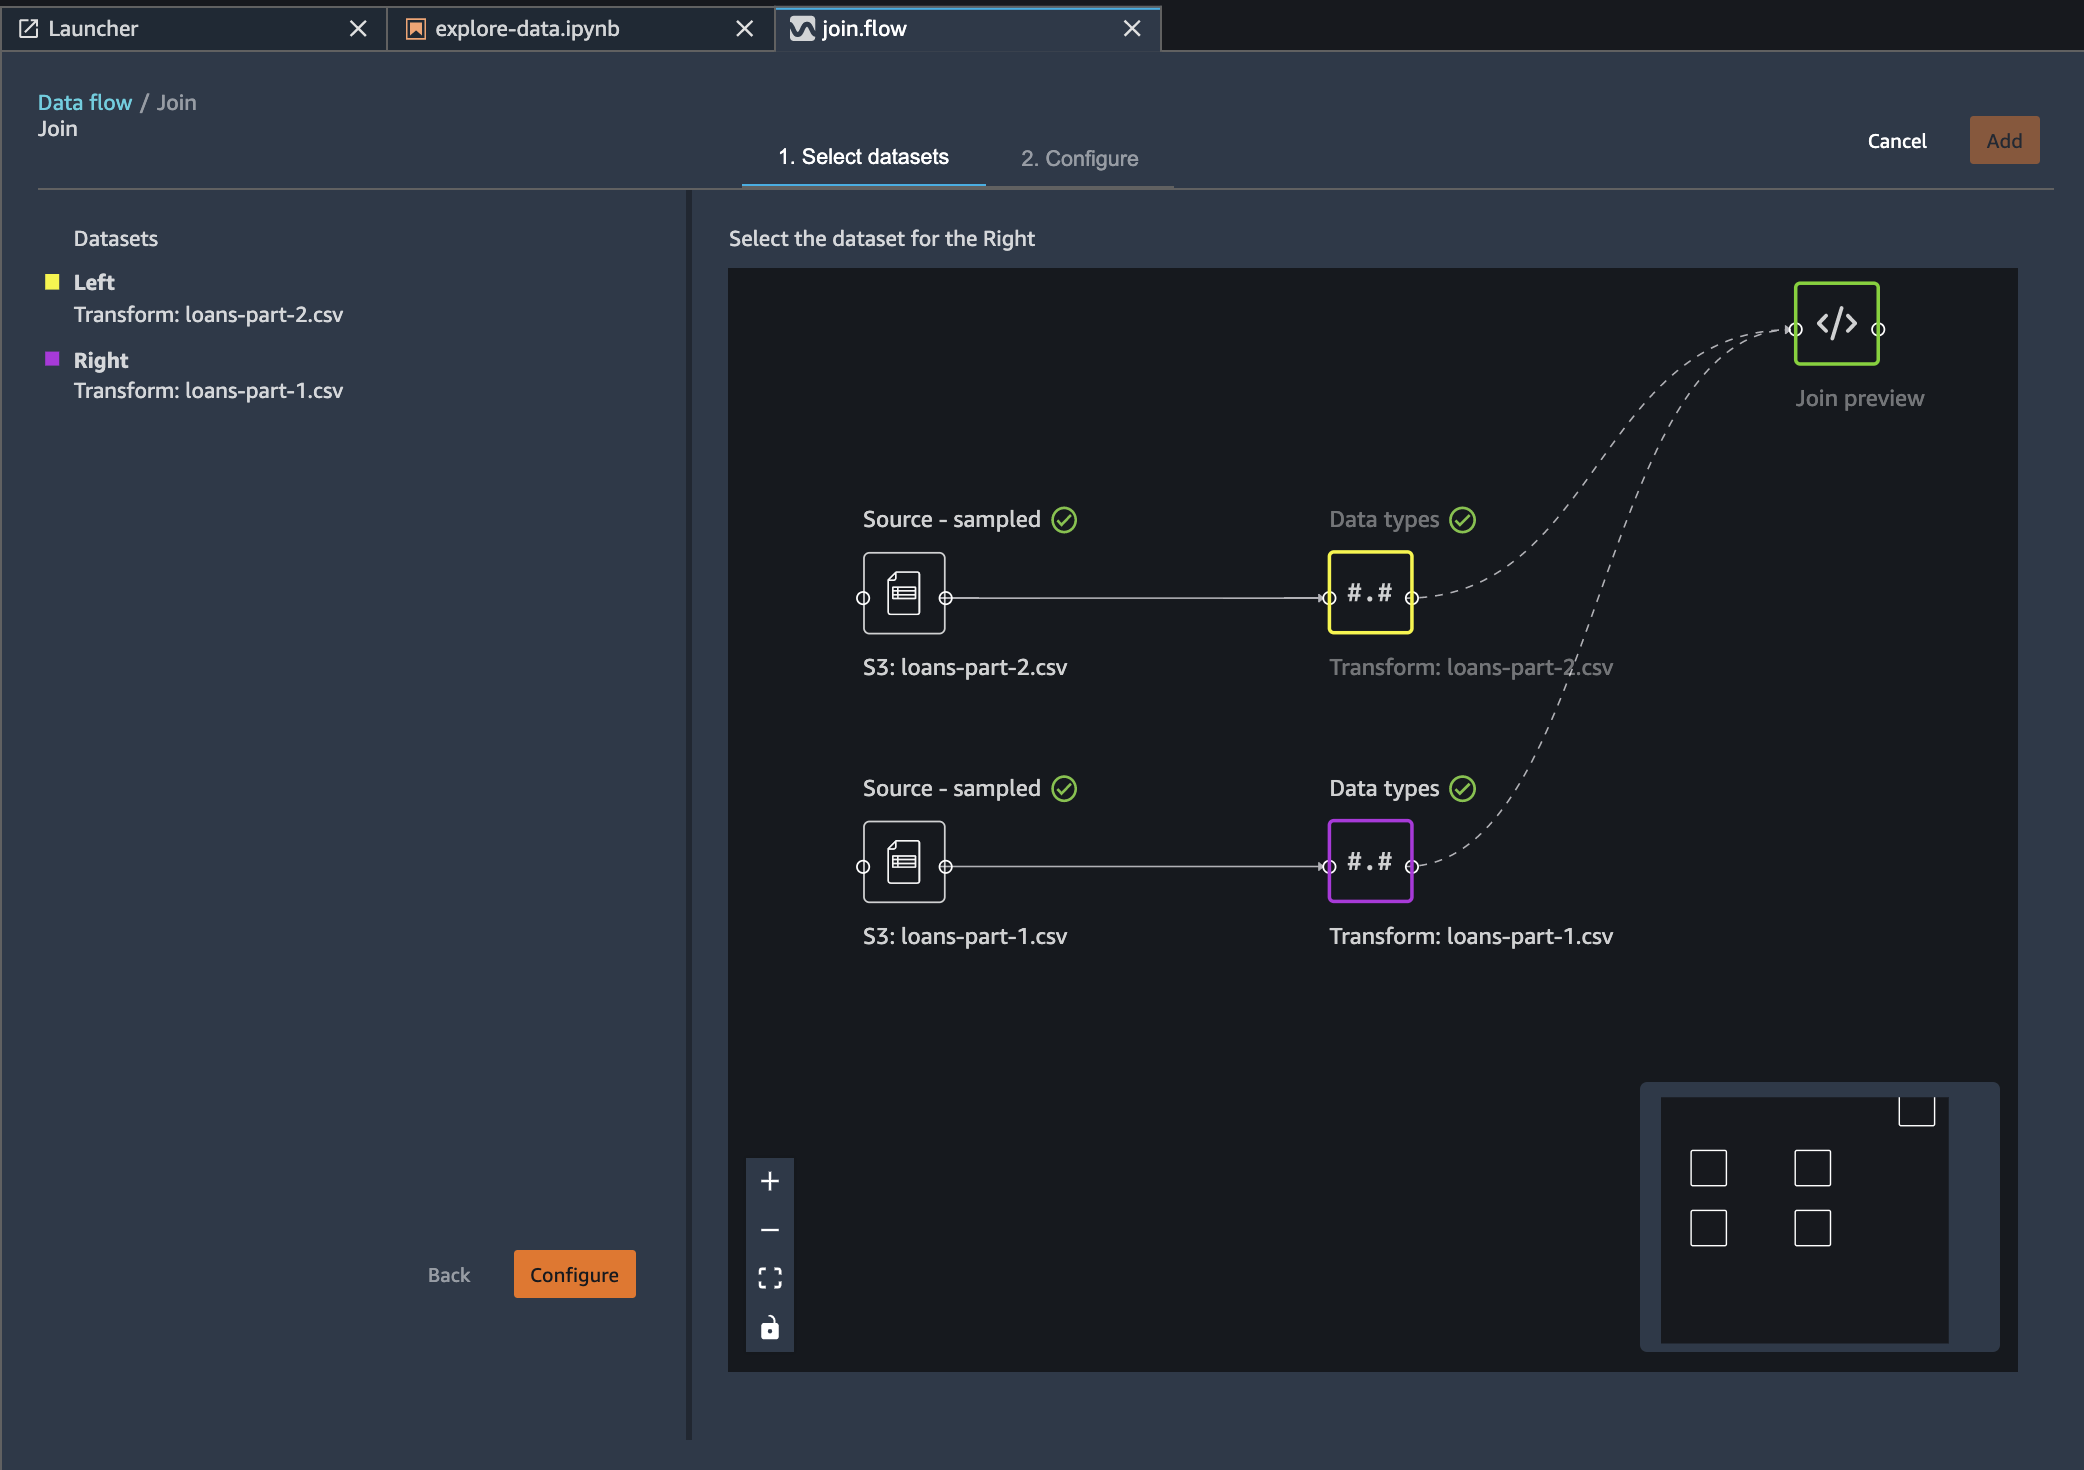 Launcher
explore-data.ipynb
join.flow
Data flow / Join
Join
1. Select datasets
2. Configure
Cancel
Add
Datasets
Left
Transform: loans-part-2.csv
Right
Transform: loans-part-1.csv
Back
Configure
Select the dataset for the Right
</>
Join preview
Source - sampled
Data types
#.#
S3: loans-part-2.csv
Transform: loans-part-2.csv
Source - sampled
Data types
#.#
S3: loans-part-1.csv
Transform: loans-part-1.csv